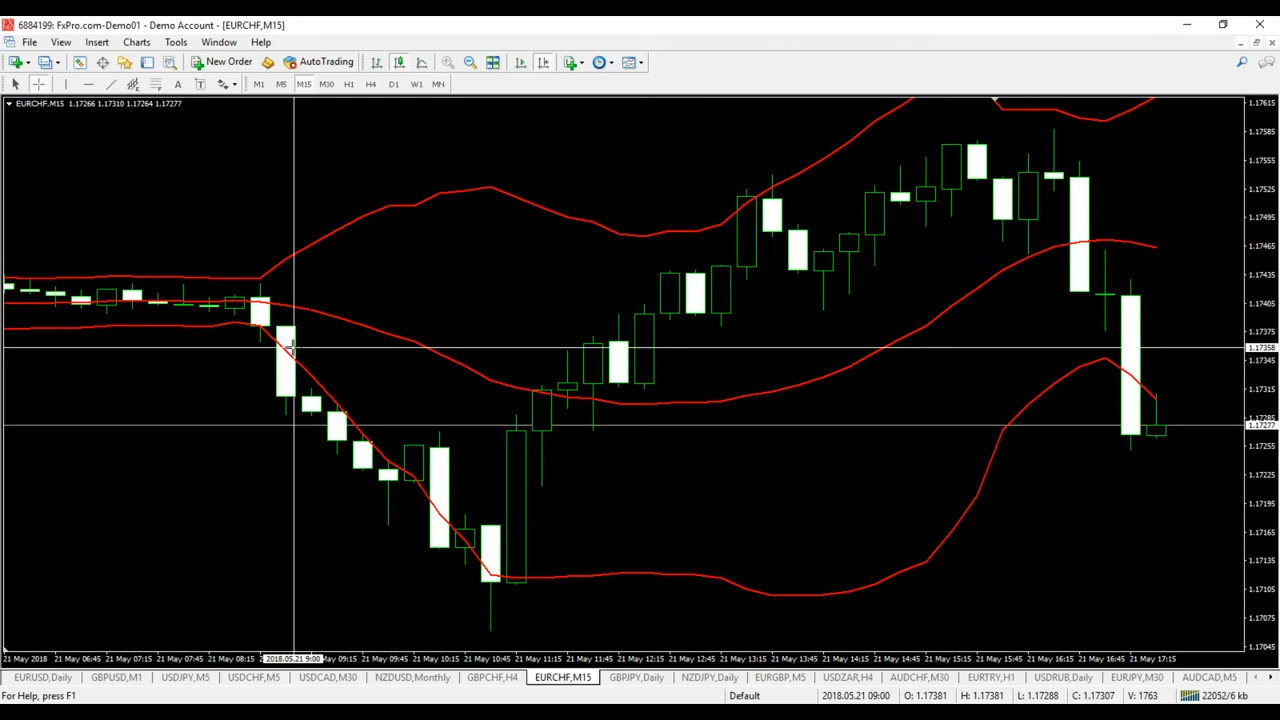 6884199: FxPro.com-Demo01 - Demo Account - [EURCHF,M15]
File View Insert Charts Tools Window Help
New Order AutoTrading
A T M1 M5 M15 M30 H1 H4 D1 W1 MN
EURCHF,M15 1.17266 1.17310 1.17264 1.17277
1.17615
1.17585
1.17555
1.17525
1.17495
1.17465
1.17435
1.17405
1.17375
1.17358
1.17345
1.17315
1.17285
1.17277
1.17255
1.17225
1.17195
1.17165
1.17135
1.17105
1.17075
1.17045
21 May 2018 21 May 06:45 21 May 07:15 21 May 07:45 21 May 08:15 2018.05.21 9:00 May 09:15 21 May 09:45 21 May 10:15 21 May 10:45 21 May 11:15 21 May 11:45 21 May 12:15 21 May 12:45 21 May 13:15 21 May 13:45 21 May 14:15 21 May 14:45 21 May 15:15 21 May 15:45 21 May 16:15 21 May 16:45 21 May 17:15
EURUSD,Daily GBPUSD,M1 USDJPY,M5 USDCHF,M5 USDCAD,M30 NZDUSD,Monthly GBPCHF,H4 EURCHF,M15 GBPJPY,Daily NZDJPY,Daily EURGBP,M5 USDZAR,H4 AUDCHF,M30 EURTRY,H1 USDRUB,Daily EURJPY,M30 AUDCAD,M5
For Help, press F1 Default 2018.05.21 09:00 O: 1.17381 H: 1.17381 L: 1.17288 C: 1.17307 V: 1763 22052/6 kb